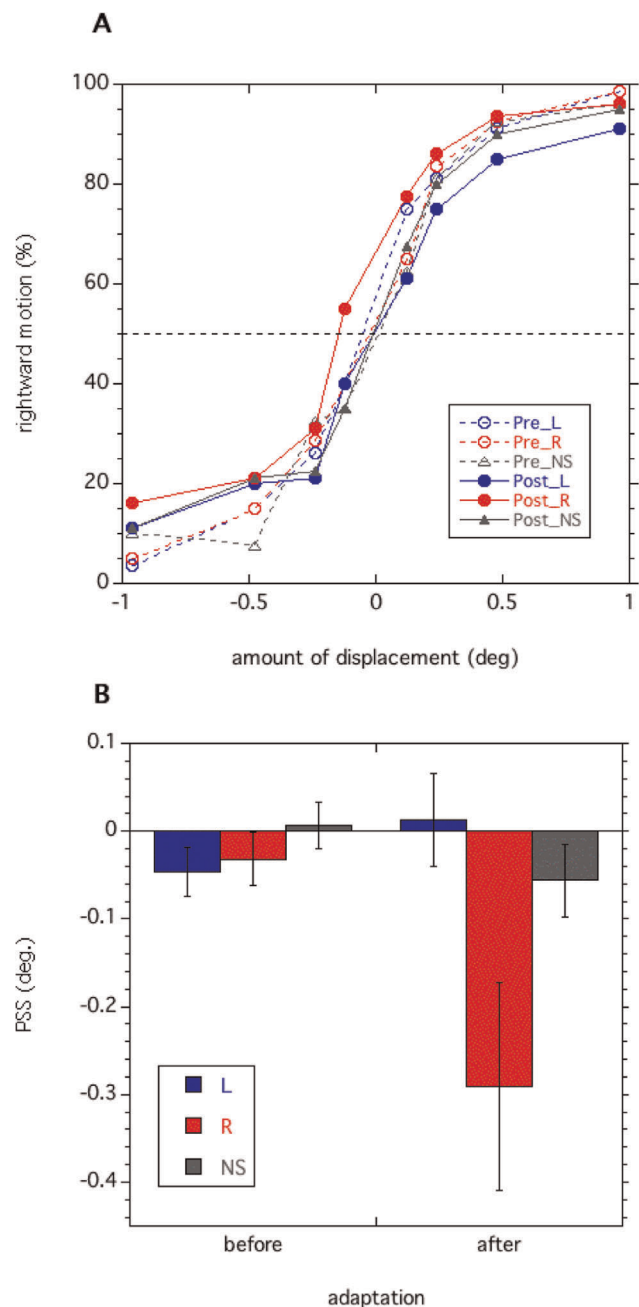 A
100
80
60
40
20
0
rightward motion (%)
Pre_L
Pre_R
Pre_NS
Post_L
Post_R
Post_NS
-1
-0.5
0
0.5
1
amount of displacement (deg)
B
0.1
0
-0.1
-0.2
-0.3
-0.4
PSS (deg.)
L
R
NS
before
after
adaptation